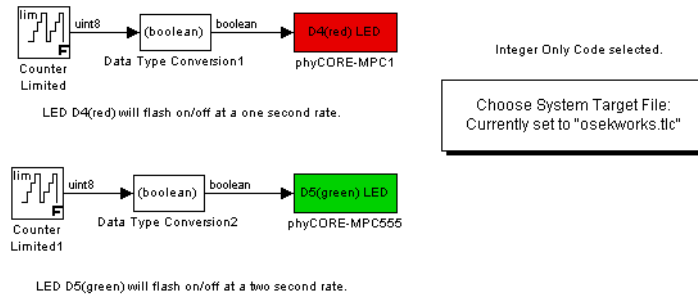 lim
uint8
boolean
(boolean)
D4(red) LED
F
Counter
Limited
Data Type Conversion1
phyCORE-MPC1
LED D4(red) will flash on/off at a one second rate.
Integer Only Code selected.
Choose System Target File:
Currently set to "osekworks.tlc"
lim
uint8
boolean
(boolean)
D5(green) LED
F
Counter
Limited1
Data Type Conversion2
phyCORE-MPC555
LED D5(green) will flash on/off at a two second rate.